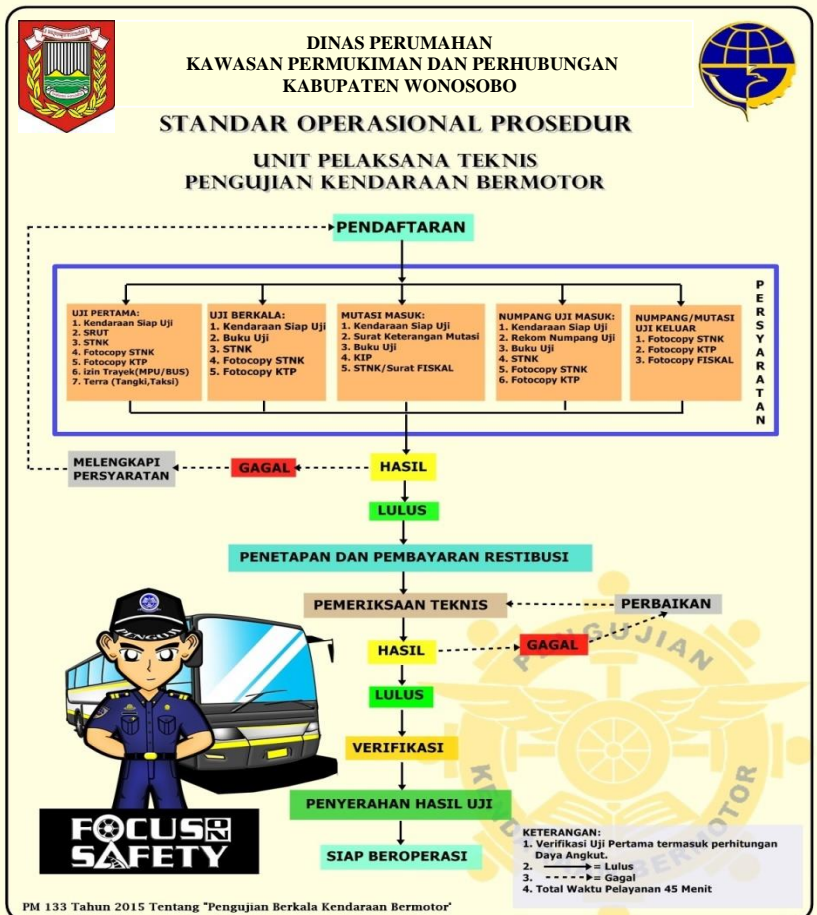 DINAS PERUMAHAN
KAWASAN PERMUKIMAN DAN PERHUBUNGAN
KABUPATEN WONOSOBO
STANDAR OPERASIONAL PROSEDUR
UNIT PELAKSANA TEKNIS
PENGUJIAN KENDARAAN BERMOTOR
PENDAFTARAN
PERSYARATAN
UJI PERTAMA:
1. Kendaraan Siap Uji
2. SRUT
3. STNK
4. Fotocopy STNK
5. Fotocopy KTP
6. izin Trayek(MPU/BUS)
7. Terra (Tangki,Taksi)
UJI BERKALA:
1. Kendaraan Siap Uji
2. Buku Uji
3. STNK
4. Fotocopy STNK
5. Fotocopy KTP
MUTASI MASUK:
1. Kendaraan Siap Uji
2. Surat Keterangan Mutasi
3. Buku Uji
4. KIP
5. STNK/Surat FISKAL
NUMPANG UJI MASUK:
1. Kendaraan Siap Uji
2. Rekom Numpang Uji
3. Buku Uji
4. STNK
5. Fotocopy STNK
6. Fotocopy KTP
NUMPANG/MUTASI
UJI KELUAR
1. Fotocopy STNK
2. Fotocopy KTP
3. Fotocopy FISKAL
MELENGKAPI
PERSYARATAN
GAGAL
HASIL
LULUS
PENETAPAN DAN PEMBAYARAN RESTIBUSI
PEMERIKSAAN TEKNIS
PERBAIKAN
HASIL
GAGAL
LULUS
VERIFIKASI
PENYERAHAN HASIL UJI
SIAP BEROPERASI
PENGUJI
FOCUS ON
SAFETY
PENGUJIAN
KENDARAAN BERMOTOR
KETERANGAN:
1. Verifikasi Uji Pertama termasuk perhitungan
Daya Angkut.
2. = Lulus
3. = Gagal
4. Total Waktu Pelayanan 45 Menit
PM 133 Tahun 2015 Tentang "Pengujian Berkala Kendaraan Bermotor"